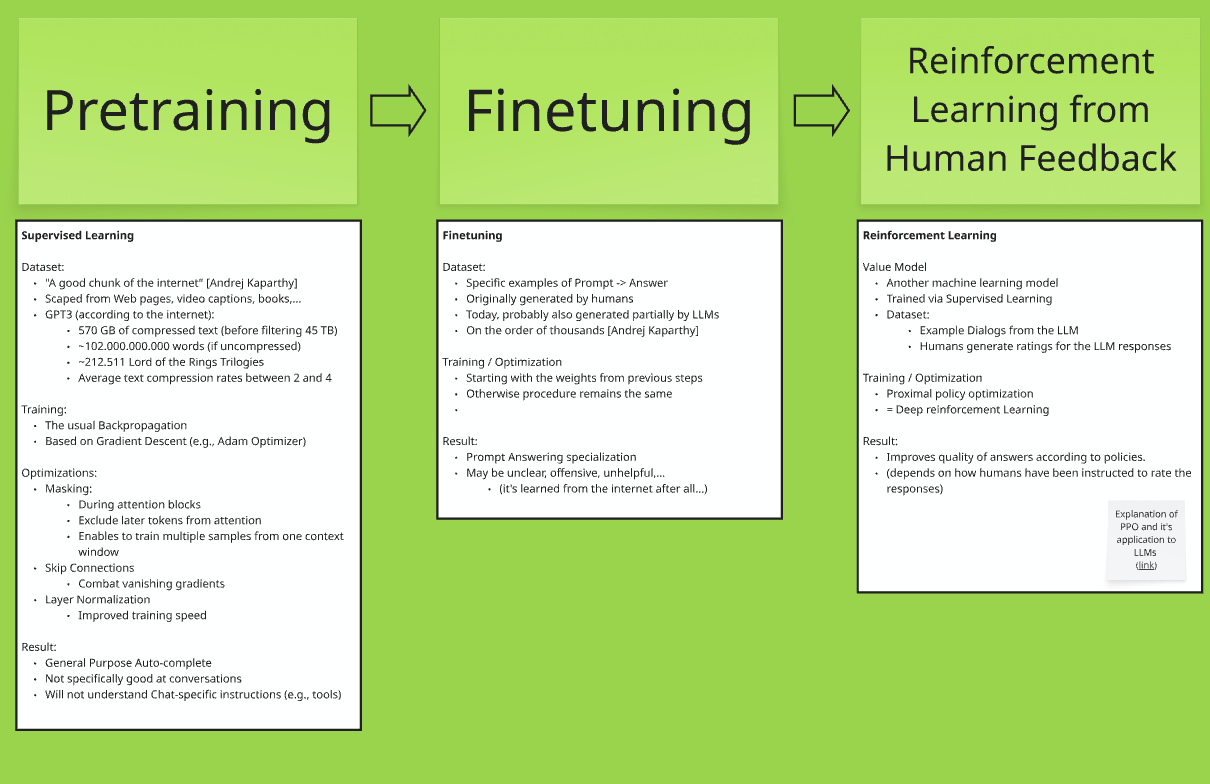 Pretraining
Finetuning
Reinforcement
Learning from
Human Feedback
Supervised Learning
Dataset:
• "A good chunk of the internet" [Andrej Kaparthy]
• Scaped from Web pages, video captions, books,...
• GPT3 (according to the internet):
• 570 GB of compressed text (before filtering 45 TB)
• ~102.000.000.000 words (if uncompressed)
• ~212.511 Lord of the Rings Trilogies
• Average text compression rates between 2 and 4
Training:
• The usual Backpropagation
• Based on Gradient Descent (e.g., Adam Optimizer)
Optimizations:
• Masking:
• During attention blocks
• Exclude later tokens from attention
• Enables to train multiple samples from one context
window
• Skip Connections
• Combat vanishing gradients
• Layer Normalization
• Improved training speed
Result:
• General Purpose Auto-complete
• Not specifically good at conversations
• Will not understand Chat-specific instructions (e.g., tools)
Finetuning
Dataset:
• Specific examples of Prompt -> Answer
• Originally generated by humans
• Today, probably also generated partially by LLMs
• On the order of thousands [Andrej Kaparthy]
Training / Optimization
• Starting with the weights from previous steps
• Otherwise procedure remains the same
•
Result:
• Prompt Answering specialization
• May be unclear, offensive, unhelpful,...
• (it's learned from the internet after all...)
Reinforcement Learning
Value Model
• Another machine learning model
• Trained via Supervised Learning
• Dataset:
• Example Dialogs from the LLM
• Humans generate ratings for the LLM responses
Training / Optimization
• Proximal policy optimization
• = Deep reinforcement Learning
Result:
• Improves quality of answers according to policies.
• (depends on how humans have been instructed to rate the
responses)
Explanation of
PPO and it's
application to
LLMs
(link)